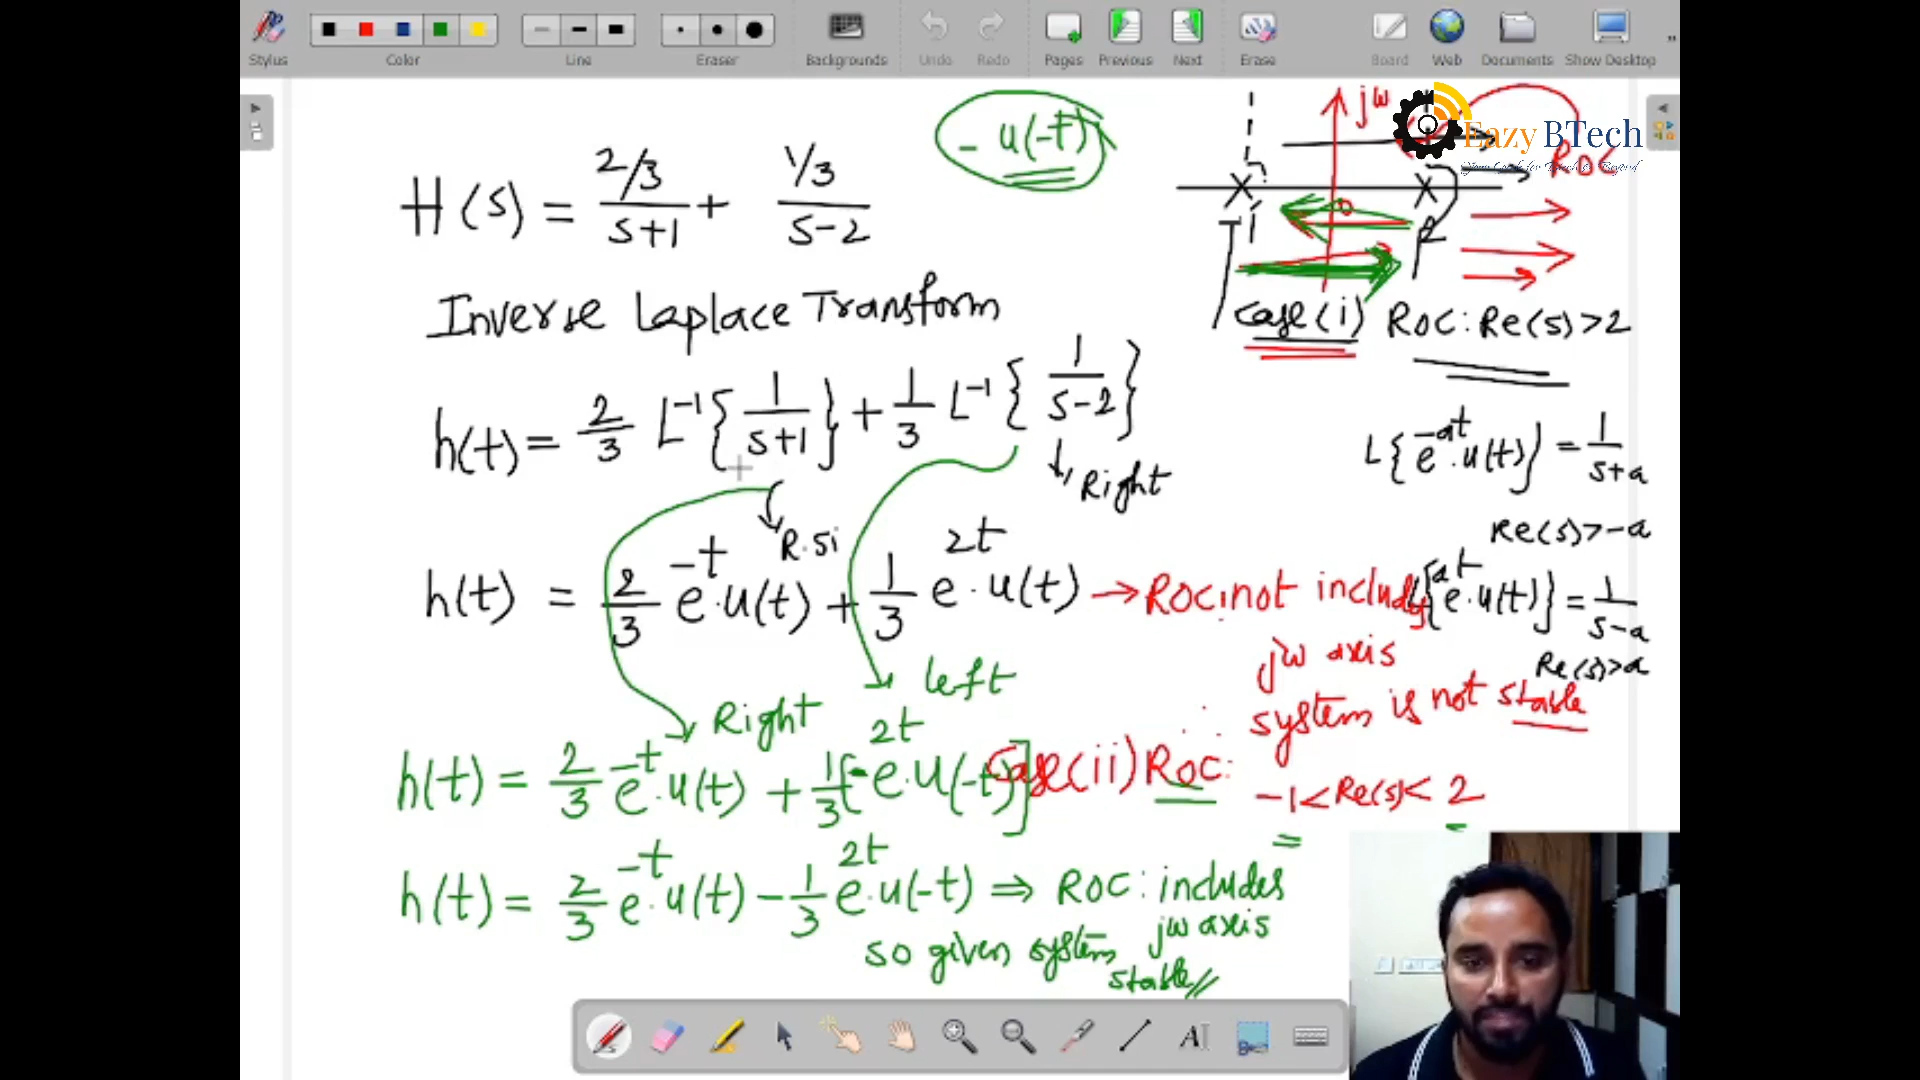 Stylus Color Line Eraser Backgrounds Undo Redo Pages Previous Next Erase Board Web Documents Show Desktop
- u(-t)
jω
Eazy BTech
ROC
H(s) = 2/3 / s+1 + 1/3 / s-2
-1 0 2
Inverse Laplace Transform
case(i) ROC: Re(s)>2
h(t) = 2/3 L⁻¹{1/s+1} + 1/3 L⁻¹{1/s-2}
Right
R.si
L{e^-at.u(t)} = 1/s+a
Re(s)>-a
h(t) = 2/3 e^-t.u(t) + 1/3 e^2t.u(t) → ROC: not includes
jω axis
system is not stable
{e^at.u(t)} = 1/s-a
Re(s)>a
Right
left
h(t) = 2/3 e^-t.u(t) + 1/3[-e^2t.u(-t)]
Case(ii) ROC:
-1<Re(s)<2
h(t) = 2/3 e^-t.u(t) - 1/3 e^2t.u(-t) ⇒ ROC: includes
jω axis
so given system
stable//